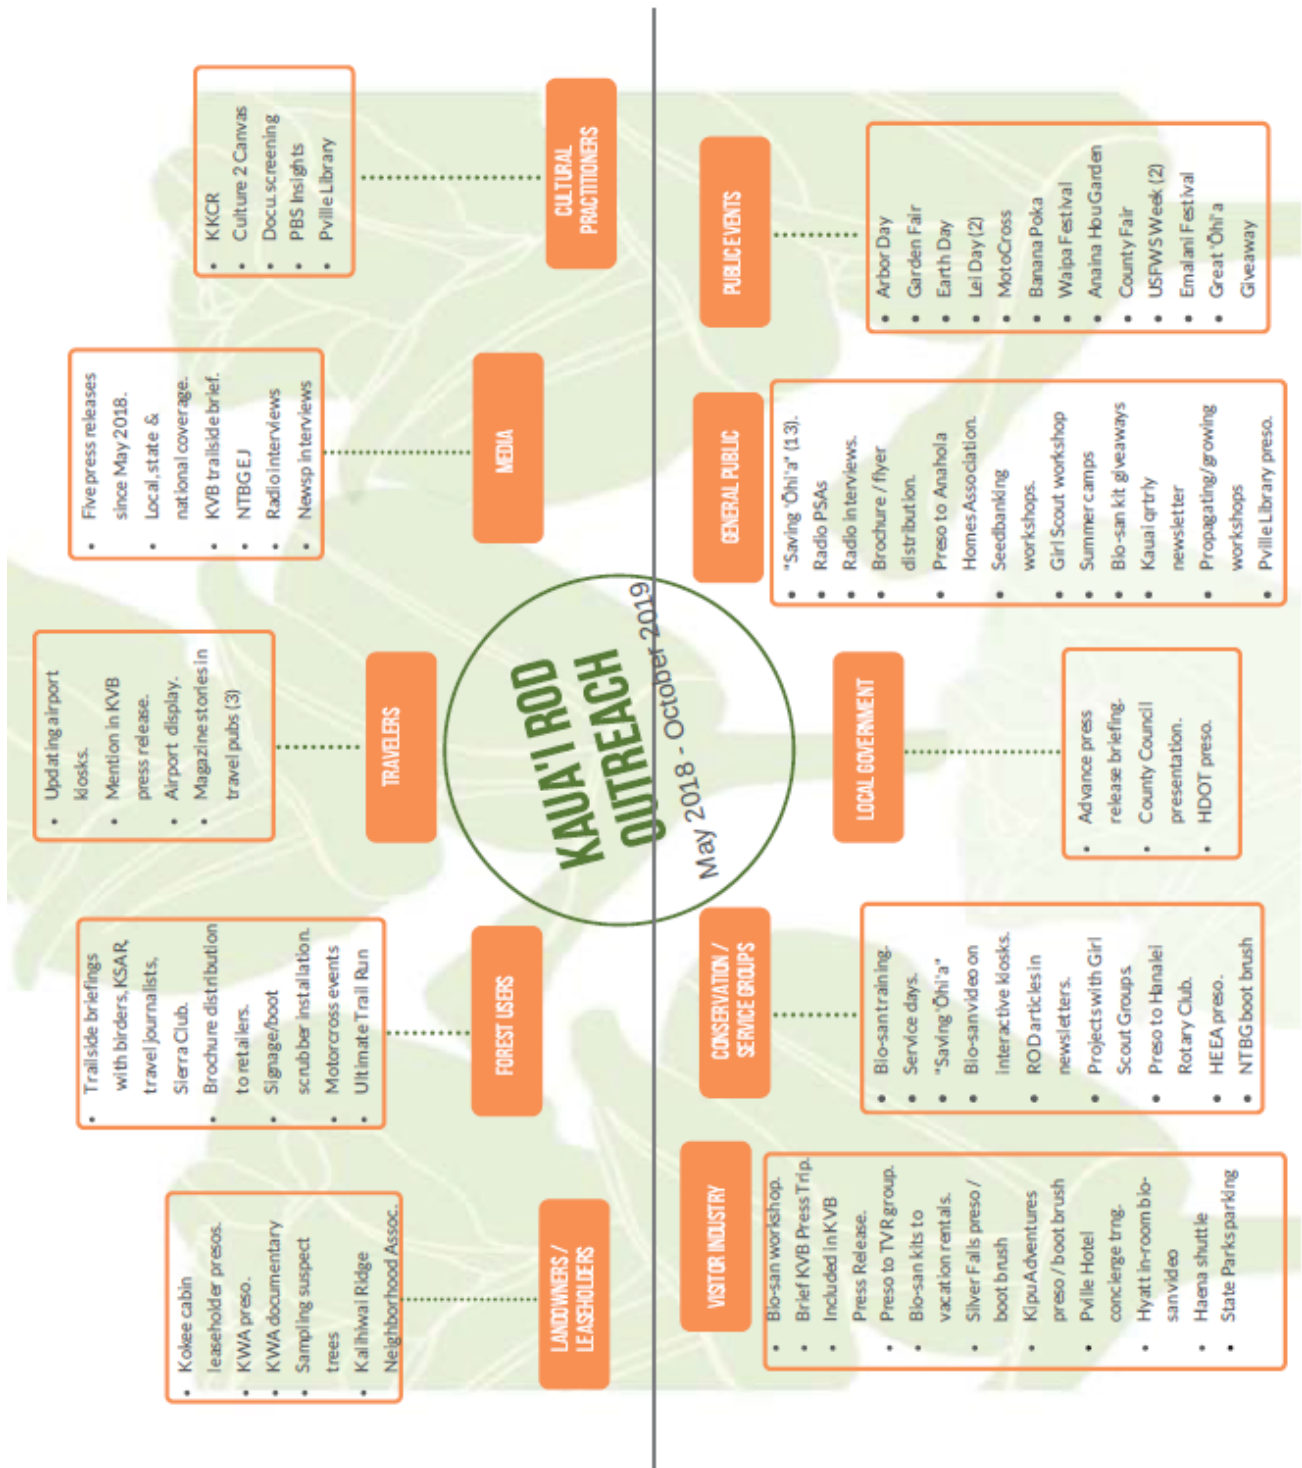 Kokee cabin
leaseholder presos.
KWA preso.
KWA documentary
Sampling suspect
trees
Kalihiwai Ridge
Neighborhood Assoc.
LANDOWNERS /
LEASEHOLDERS
Trailside briefings
with birders, KSAR,
travel journalists,
Sierra Club.
Brochure distribution
to retailers.
Signage/boot
scrubber installation.
Motorcross events
Ultimate Trail Run
FOREST USERS
Updating airport
kiosks.
Mention in KVB
press release.
Airport display.
Magazine stories in
travel pubs (3)
TRAVELERS
Five press releases
since May 2018.
Local, state &
national coverage.
KVB trailside brief.
NTBG EJ
Radio interviews
Newsp interviews
MEDIA
KKCR
Culture 2 Canvas
Docu. screening
PBS Insights
Pville Library
CULTURAL
PRACTITIONERS
KAUA'I ROD
OUTREACH
May 2018 - October 2019
VISITOR INDUSTRY
Bio-san workshop.
Brief KVB Press Trip.
Included in KVB
Press Release.
Preso to TVR group.
Bio-san kits to
vacation rentals.
Silver Falls preso /
boot brush
Kipu Adventures
preso / boot brush
Pville Hotel
concierge trng.
Hyatt in-room bio-
san video
Haena shuttle
State Parks parking
CONSERVATION /
SERVICE GROUPS
Bio-san training.
Service days.
"Saving 'Ōhi'a"
Bio-san video on
interactive kiosks.
ROD articles in
newsletters.
Projects with Girl
Scout Groups.
Preso to Hanalei
Rotary Club.
HEEA preso.
NTBG boot brush
LOCAL GOVERNMENT
Advance press
release briefing.
County Council
presentation.
HDOT preso.
GENERAL PUBLIC
"Saving 'Ōhi'a" (13).
Radio PSAs
Radio interviews.
Brochure / flyer
distribution.
Preso to Anahola
Homes Association.
Seedbanking
workshops.
Girl Scout workshop
Summer camps
Bio-san kit giveaways
Kauai qrtrly
newsletter
Propagating/growing
workshops
Pville Library preso.
PUBLIC EVENTS
Arbor Day
Garden Fair
Earth Day
Lei Day (2)
MotoCross
Banana Poka
Waipa Festival
Anaina Hou Garden
County Fair
USFWS Week (2)
Emalani Festival
Great 'Ōhi'a
Giveaway